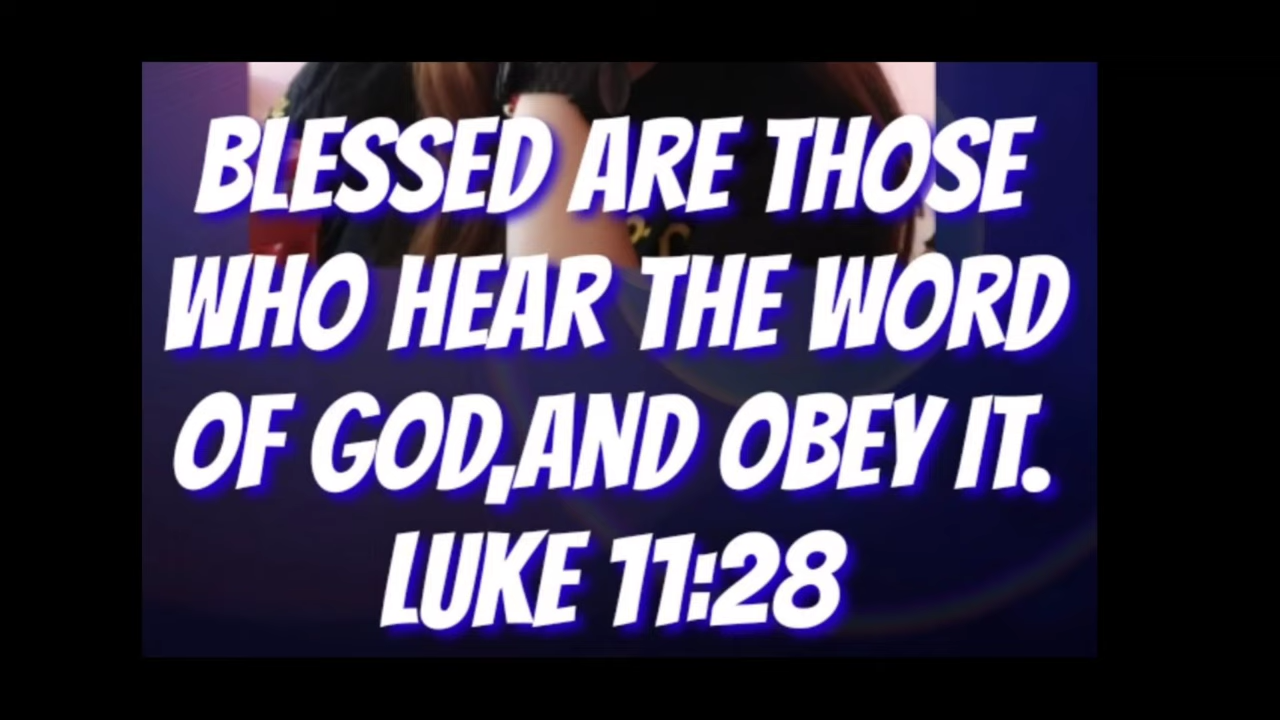 BLESSED ARE THOSE
WHO HEAR THE WORD
OF GOD,AND OBEY IT.
LUKE 11:28